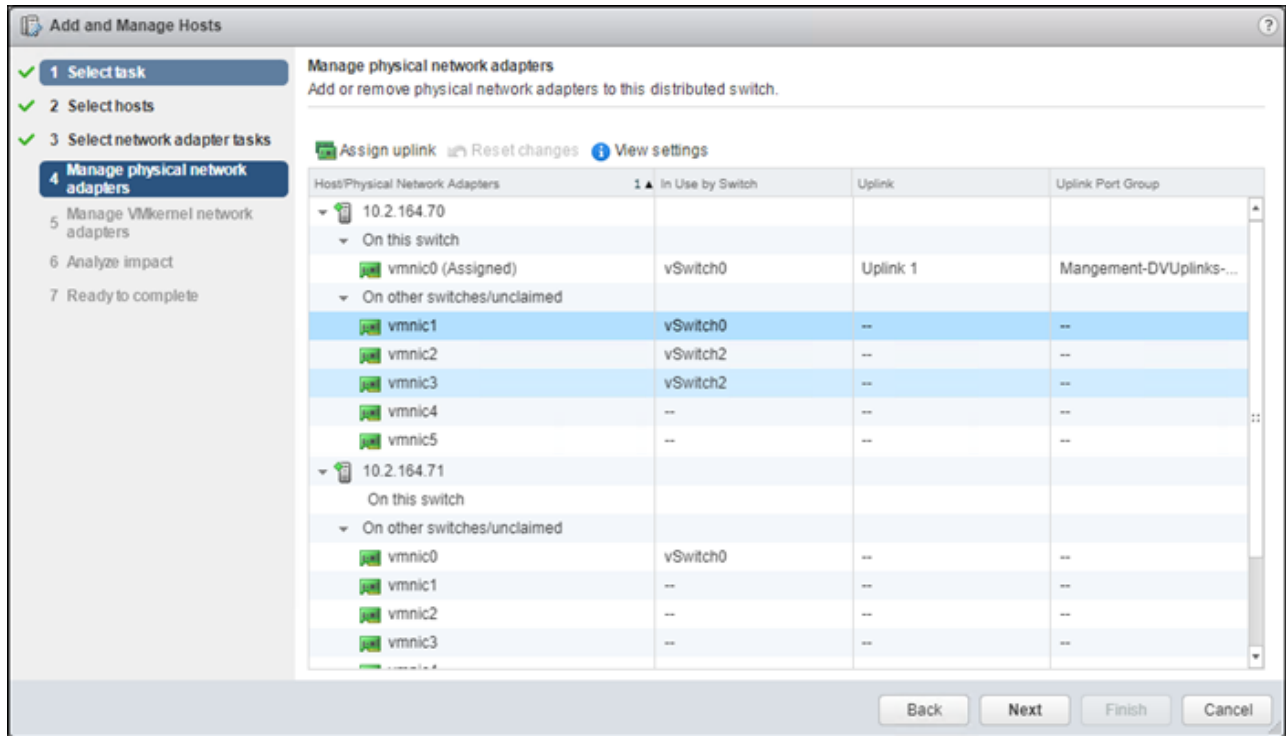 Add and Manage Hosts
?
1 Select task
2 Select hosts
3 Select network adapter tasks
4 Manage physical network
adapters
5 Manage VMkernel network
adapters
6 Analyze impact
7 Ready to complete
Manage physical network adapters
Add or remove physical network adapters to this distributed switch.
Assign uplink Reset changes View settings
Host/Physical Network Adapters 1 ▲ In Use by Switch Uplink Uplink Port Group
10.2.164.70
On this switch
vmnic0 (Assigned) vSwitch0 Uplink 1 Mangement-DVUplinks-...
On other switches/unclaimed
vmnic1 vSwitch0 -- --
vmnic2 vSwitch2 -- --
vmnic3 vSwitch2 -- --
vmnic4 -- -- --
vmnic5 -- -- --
10.2.164.71
On this switch
On other switches/unclaimed
vmnic0 vSwitch0 -- --
vmnic1 -- -- --
vmnic2 -- -- --
vmnic3 -- -- --
Back Next Finish Cancel